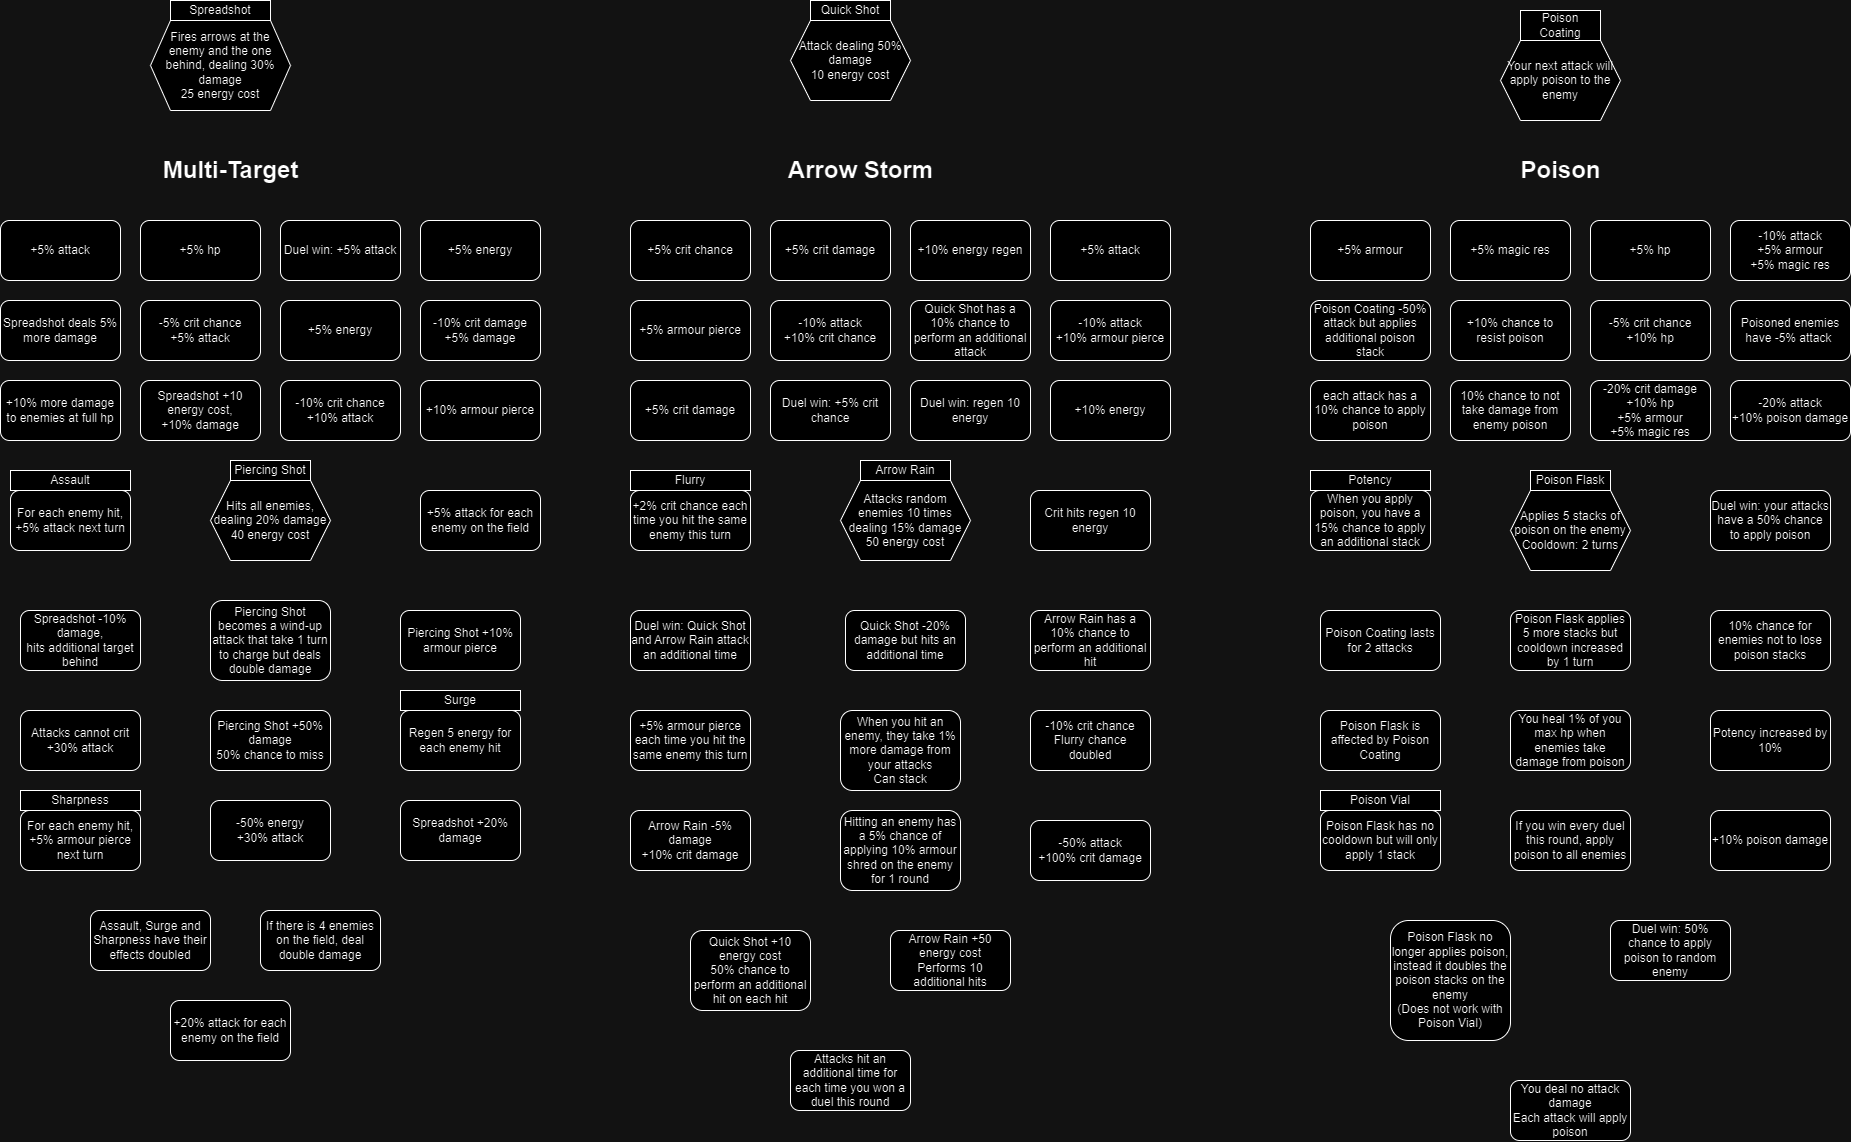 Spreadshot
Fires arrows at the
enemy and the one
behind, dealing 30%
damage
25 energy cost
Quick Shot
Attack dealing 50%
damage
10 energy cost
Poison
Coating
Your next attack will
apply poison to the
enemy
Multi-Target
Arrow Storm
Poison
+5% attack
+5% hp
Duel win: +5% attack
+5% energy
+5% crit chance
+5% crit damage
+10% energy regen
+5% attack
+5% armour
+5% magic res
+5% hp
-10% attack
+5% armour
+5% magic res
Spreadshot deals 5%
more damage
-5% crit chance
+5% attack
+5% energy
-10% crit damage
+5% damage
+5% armour pierce
-10% attack
+10% crit chance
Quick Shot has a
10% chance to
perform an additional
attack
-10% attack
+10% armour pierce
Poison Coating -50%
attack but applies
additional poison
stack
+10% chance to
resist poison
-5% crit chance
+10% hp
Poisoned enemies
have -5% attack
+10% more damage
to enemies at full hp
Spreadshot +10
energy cost,
+10% damage
-10% crit chance
+10% attack
+10% armour pierce
+5% crit damage
Duel win: +5% crit
chance
Duel win: regen 10
energy
+10% energy
each attack has a
10% chance to apply
poison
10% chance to not
take damage from
enemy poison
-20% crit damage
+10% hp
+5% armour
+5% magic res
-20% attack
+10% poison damage
Assault
For each enemy hit,
+5% attack next turn
Piercing Shot
Hits all enemies,
dealing 20% damage
40 energy cost
+5% attack for each
enemy on the field
Flurry
+2% crit chance each
time you hit the same
enemy this turn
Arrow Rain
Attacks random
enemies 10 times
dealing 15% damage
50 energy cost
Crit hits regen 10
energy
Potency
When you apply
poison, you have a
15% chance to apply
an additional stack
Poison Flask
Applies 5 stacks of
poison on the enemy
Cooldown: 2 turns
Duel win: your attacks
have a 50% chance
to apply poison
Spreadshot -10%
damage,
hits additional target
behind
Piercing Shot
becomes a wind-up
attack that take 1 turn
to charge but deals
double damage
Piercing Shot +10%
armour pierce
Duel win: Quick Shot
and Arrow Rain attack
an additional time
Quick Shot -20%
damage but hits an
additional time
Arrow Rain has a
10% chance to
perform an additional
hit
Poison Coating lasts
for 2 attacks
Poison Flask applies
5 more stacks but
cooldown increased
by 1 turn
10% chance for
enemies not to lose
poison stacks
Attacks cannot crit
+30% attack
Piercing Shot +50%
damage
50% chance to miss
Surge
Regen 5 energy for
each enemy hit
+5% armour pierce
each time you hit the
same enemy this turn
When you hit an
enemy, they take 1%
more damage from
your attacks
Can stack
-10% crit chance
Flurry chance
doubled
Poison Flask is
affected by Poison
Coating
You heal 1% of you
max hp when
enemies take
damage from poison
Potency increased by
10%
Sharpness
For each enemy hit,
+5% armour pierce
next turn
-50% energy
+30% attack
Spreadshot +20%
damage
Arrow Rain -5%
damage
+10% crit damage
Hitting an enemy has
a 5% chance of
applying 10% armour
shred on the enemy
for 1 round
-50% attack
+100% crit damage
Poison Vial
Poison Flask has no
cooldown but will only
apply 1 stack
If you win every duel
this round, apply
poison to all enemies
+10% poison damage
Assault, Surge and
Sharpness have their
effects doubled
If there is 4 enemies
on the field, deal
double damage
Quick Shot +10
energy cost
50% chance to
perform an additional
hit on each hit
Arrow Rain +50
energy cost
Performs 10
additional hits
Poison Flask no
longer applies poison,
instead it doubles the
poison stacks on the
enemy
(Does not work with
Poison Vial)
Duel win: 50%
chance to apply
poison to random
enemy
+20% attack for each
enemy on the field
Attacks hit an
additional time for
each time you won a
duel this round
You deal no attack
damage
Each attack will apply
poison